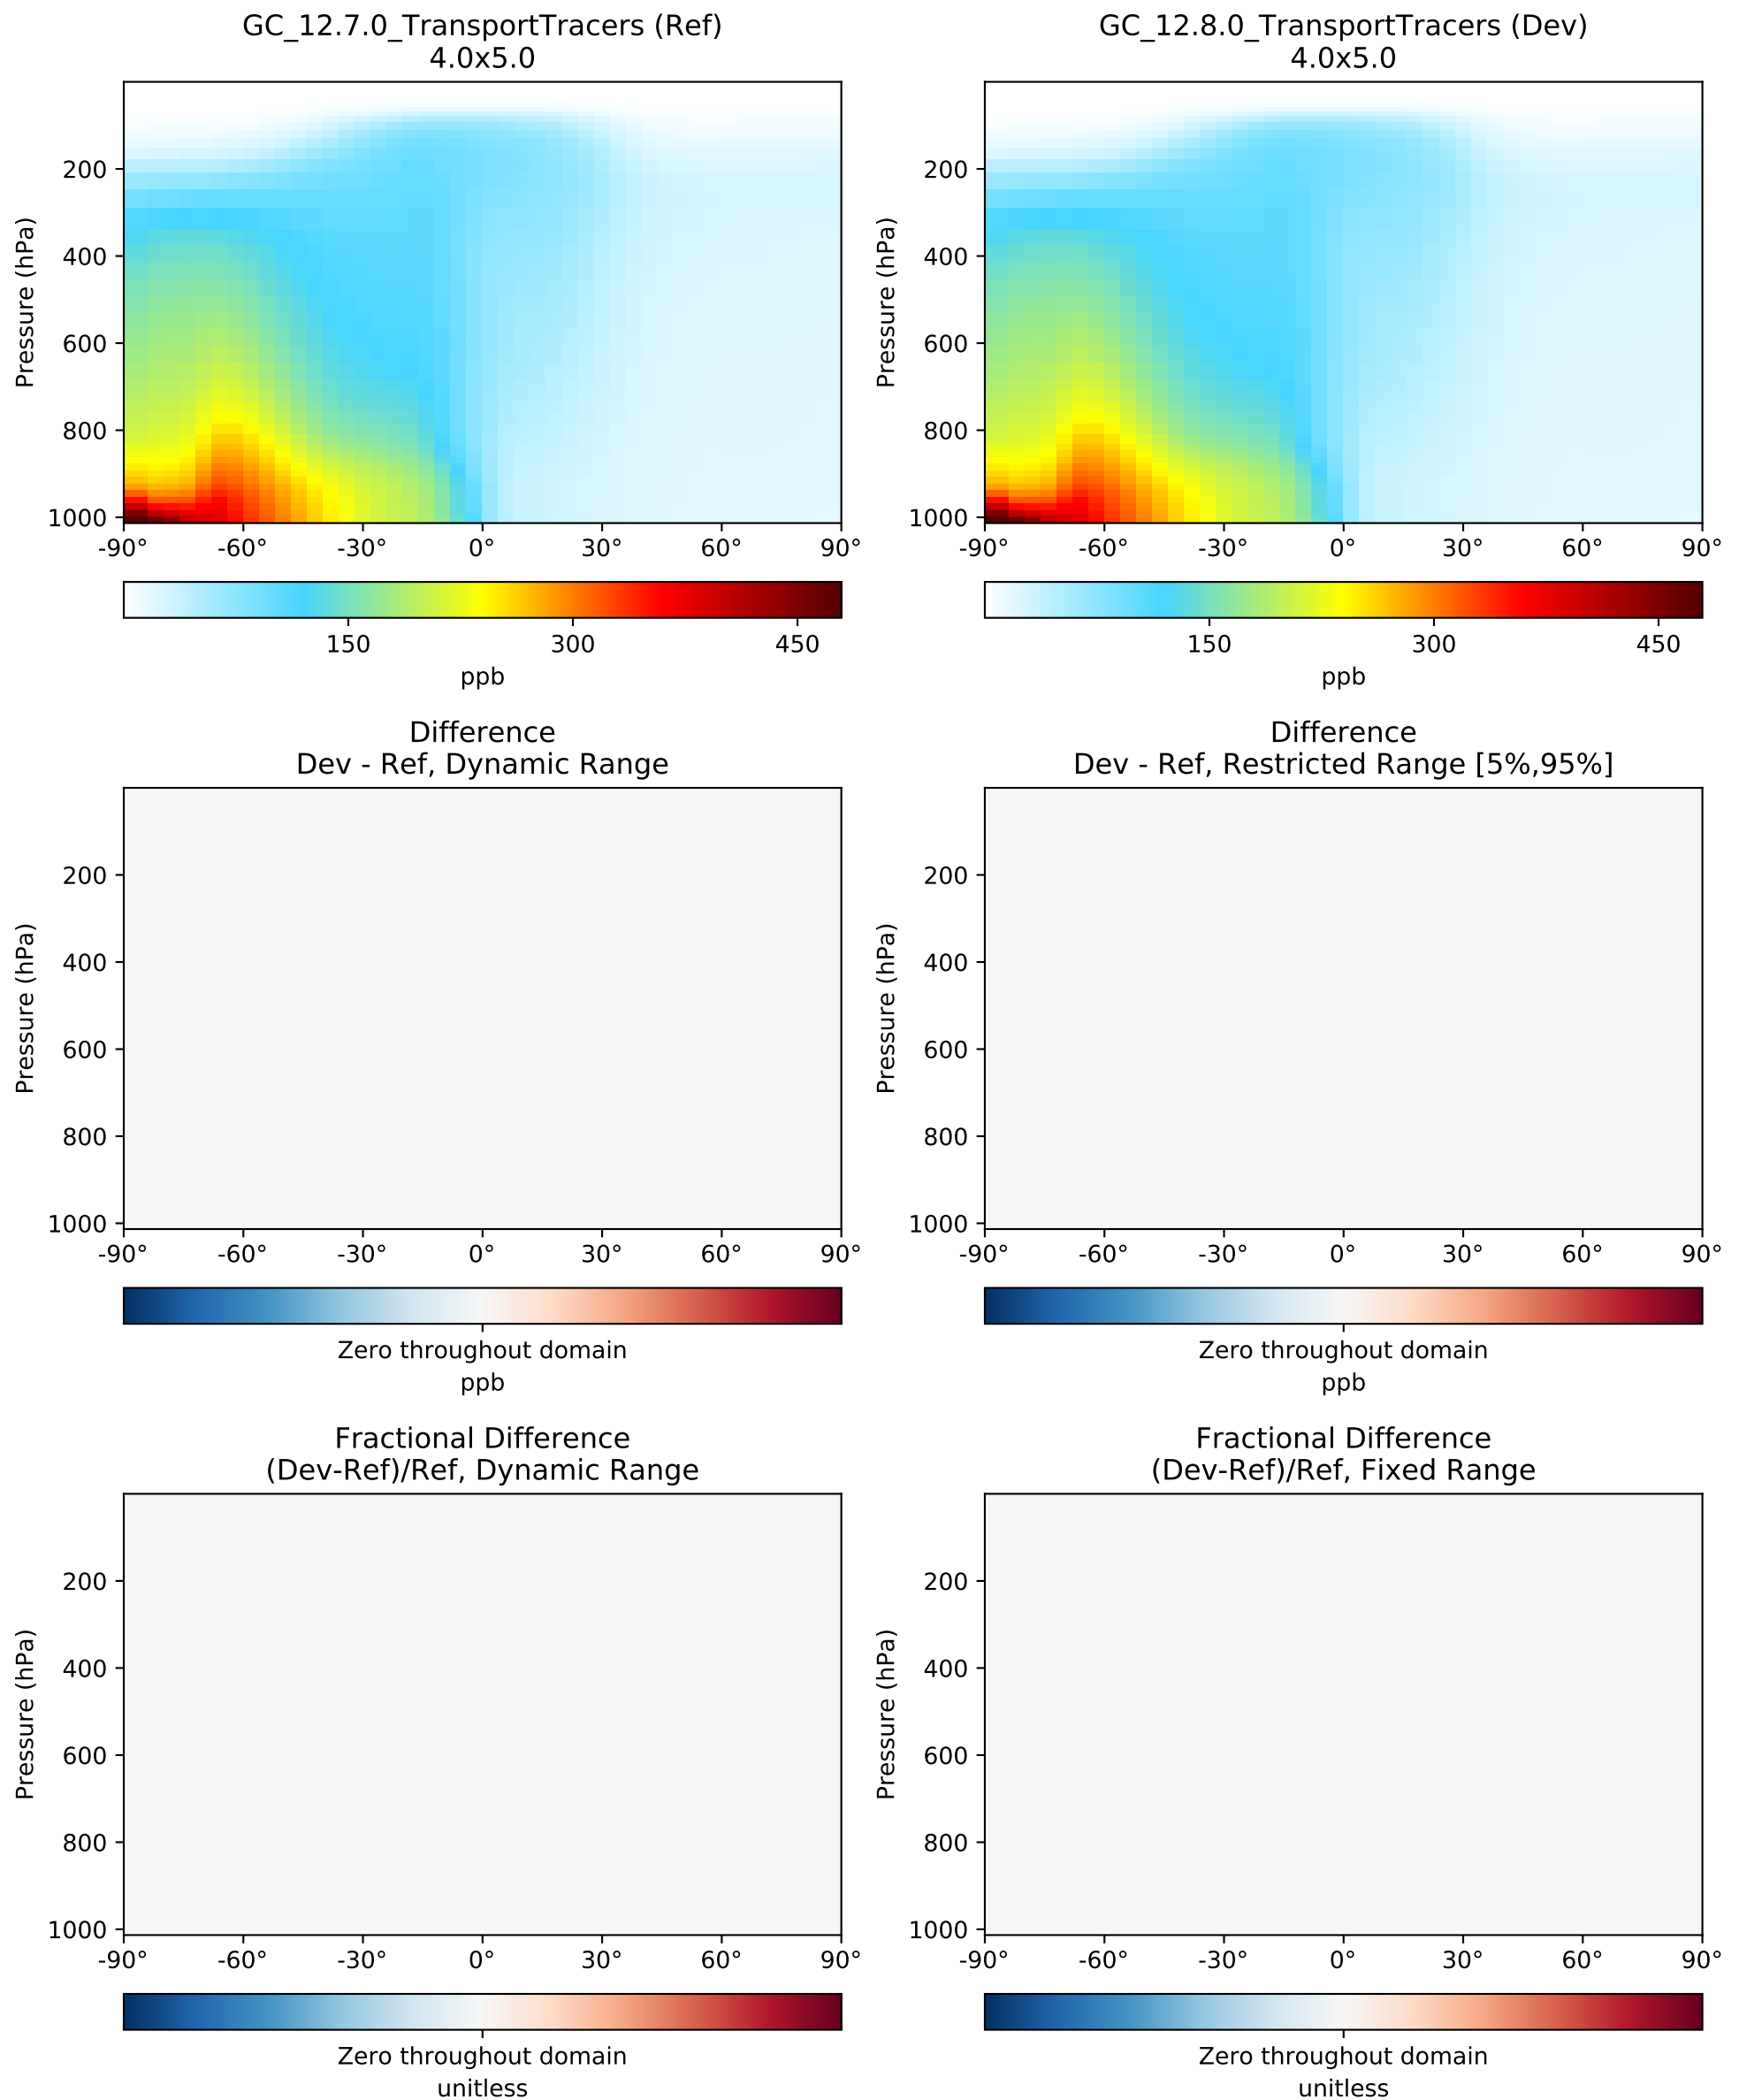 GC_12.7.0_TransportTracers (Ref)
4.0x5.0
Pressure (hPa)
200
400
600
800
1000
-90° -60° -30° 0° 30° 60° 90°
150 300 450
ppb
GC_12.8.0_TransportTracers (Dev)
4.0x5.0
Pressure (hPa)
200
400
600
800
1000
-90° -60° -30° 0° 30° 60° 90°
150 300 450
ppb
Difference
Dev - Ref, Dynamic Range
Pressure (hPa)
200
400
600
800
1000
-90° -60° -30° 0° 30° 60° 90°
Zero throughout domain
ppb
Difference
Dev - Ref, Restricted Range [5%,95%]
Pressure (hPa)
200
400
600
800
1000
-90° -60° -30° 0° 30° 60° 90°
Zero throughout domain
ppb
Fractional Difference
(Dev-Ref)/Ref, Dynamic Range
Pressure (hPa)
200
400
600
800
1000
-90° -60° -30° 0° 30° 60° 90°
Zero throughout domain
unitless
Fractional Difference
(Dev-Ref)/Ref, Fixed Range
Pressure (hPa)
200
400
600
800
1000
-90° -60° -30° 0° 30° 60° 90°
Zero throughout domain
unitless